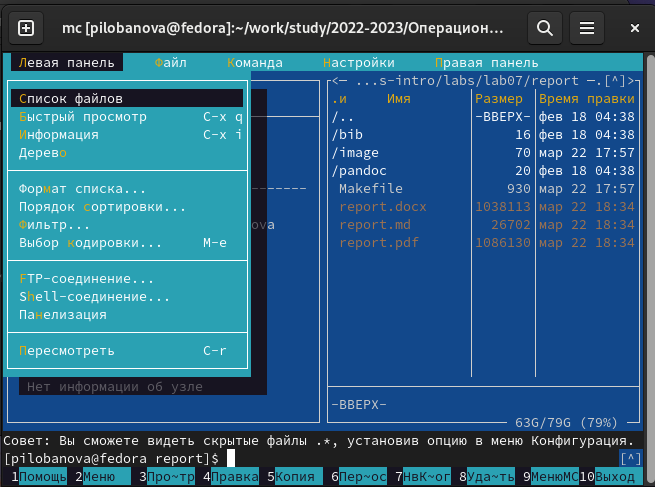 mc [pilobanova@fedora]:~/work/study/2022-2023/Операцион...
Левая панель Файл Команда Настройки Правая панель
Список файлов
Быстрый просмотр C-x q
Информация C-x i
Дерево
Формат списка...
Порядок сортировки...
Фильтр...
Выбор кодировки... M-e
FTP-соединение...
Shell-соединение...
Панелизация
Пересмотреть C-r
Нет информации об узле
<─ ...s-intro/labs/lab07/report ─.[^]>
.и Имя Размер Время правки
/.. -ВВЕРХ- фев 18 04:38
/bib 16 фев 18 04:38
/image 70 мар 22 17:57
/pandoc 20 фев 18 04:38
Makefile 930 мар 22 17:57
report.docx 1038113 мар 22 18:34
report.md 26702 мар 22 18:34
report.pdf 1086130 мар 22 18:34
-ВВЕРХ-
63G/79G (79%)
Совет: Вы сможете видеть скрытые файлы .*, установив опцию в меню Конфигурация.
[pilobanova@fedora report]$ [^]
1Помощь 2Меню 3Про~тр 4Правка 5Копия 6Пер~ос 7НвК~ог 8Уда~ть 9МенюMC 10Выход